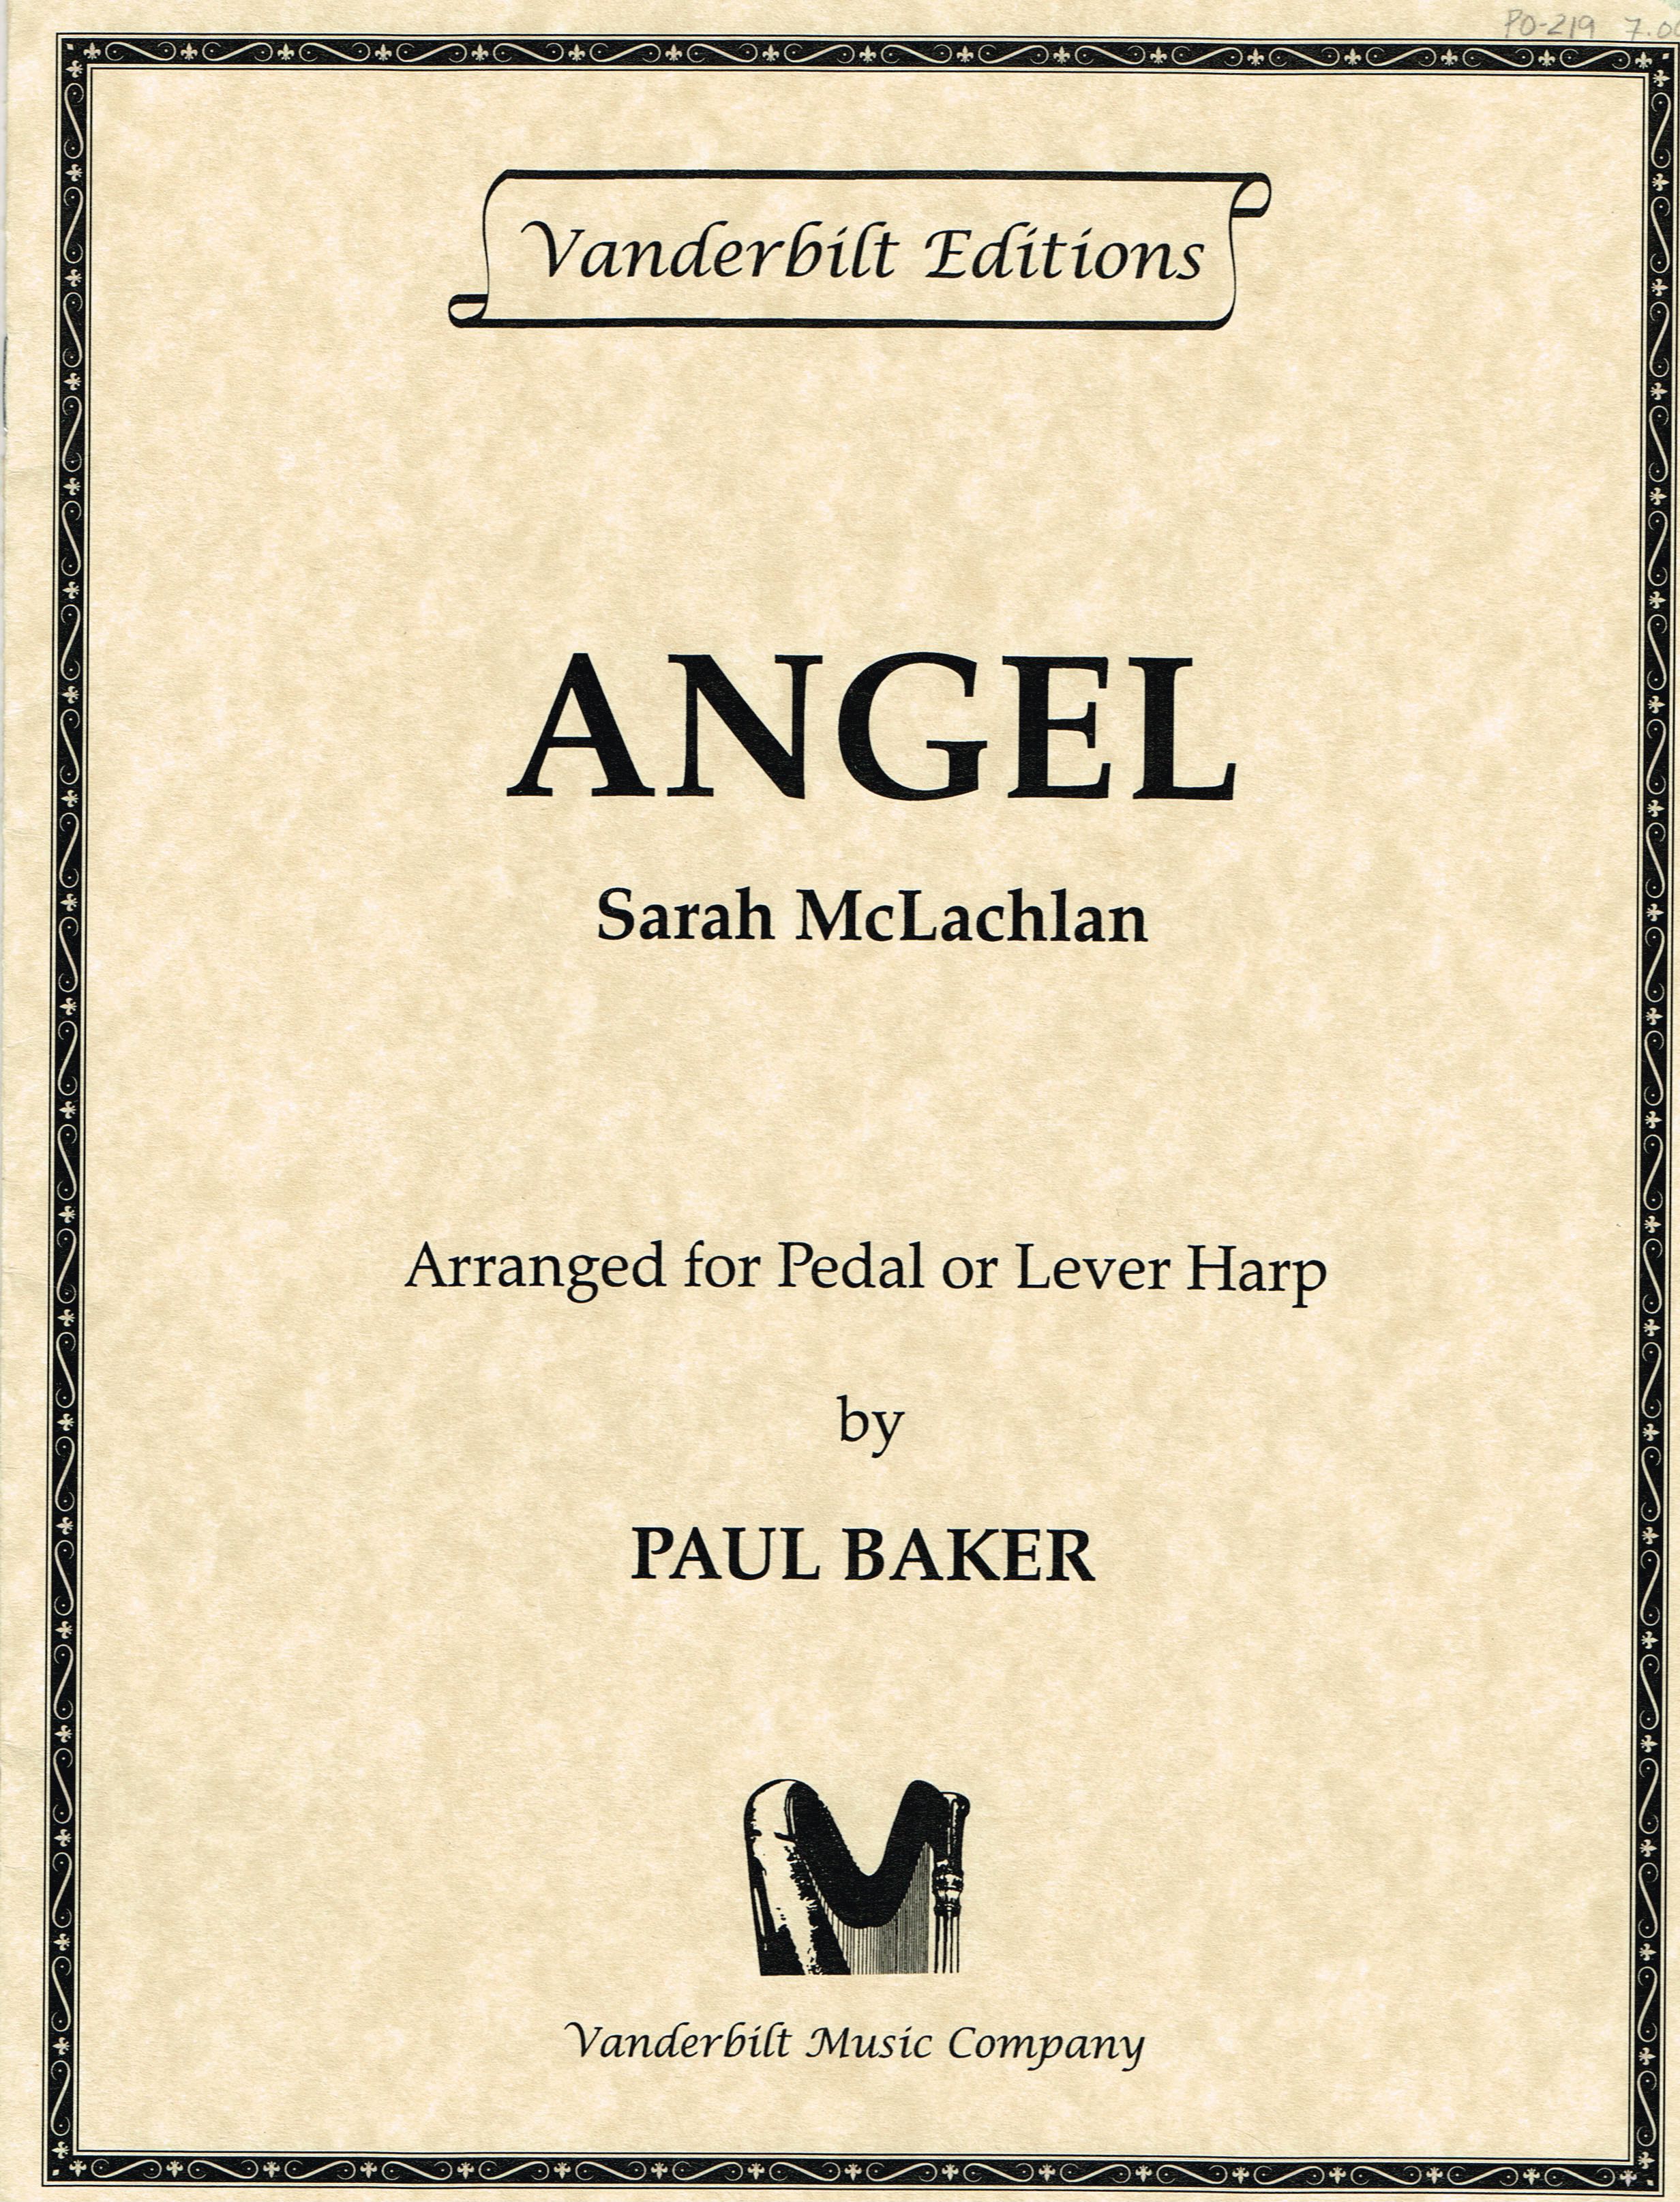 PO-219 7.00
Vanderbilt Editions
ANGEL
Sarah McLachlan
Arranged for Pedal or Lever Harp
by
PAUL BAKER
Vanderbilt Music Company